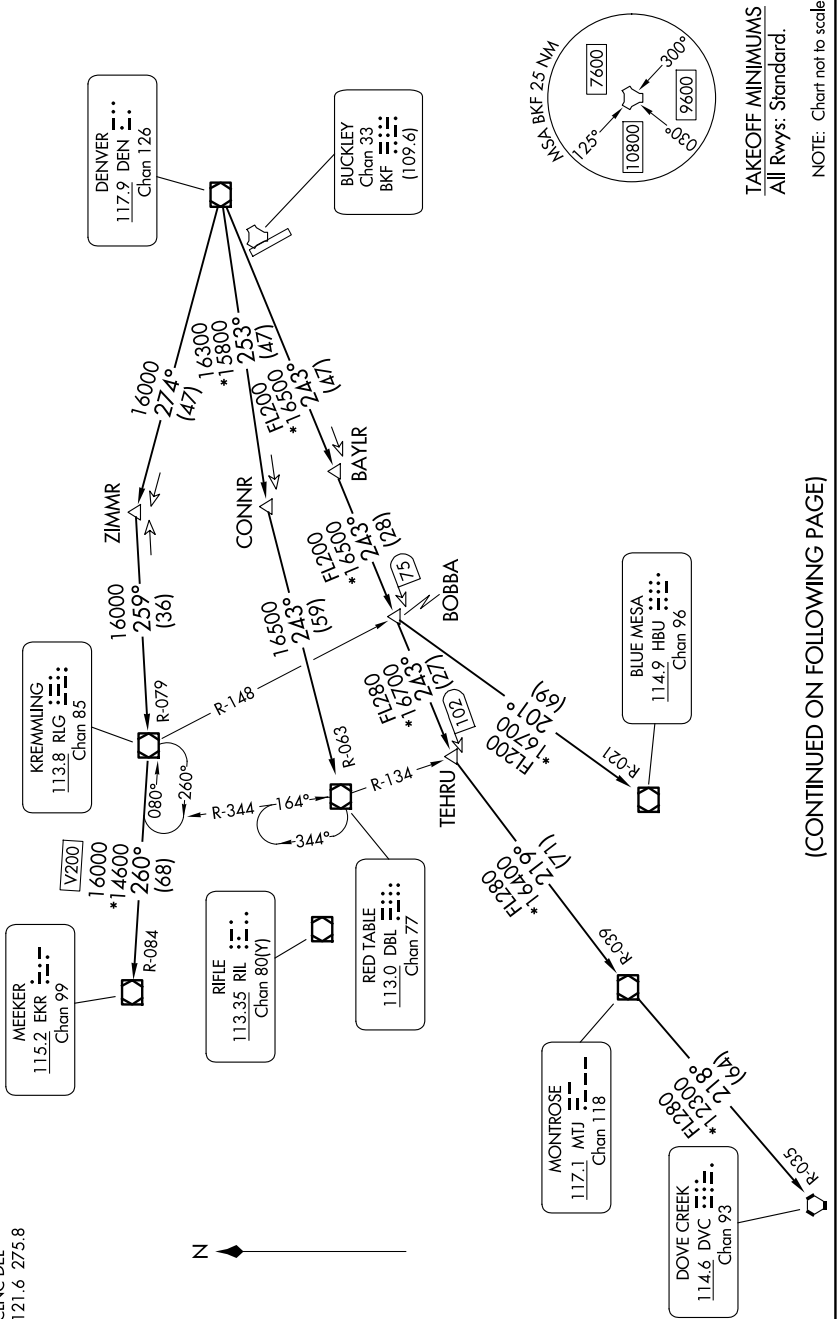 CLNC DEL
121.6 275.8
DENVER
117.9 DEN
Chan 126
BUCKLEY
Chan 33
BKF
(109.6)
MSA BKF 25 NM
125°
7600
300°
10800
9600
030°
TAKEOFF MINIMUMS
All Rwys: Standard.
NOTE: Chart not to scale
16000
274°
(47)
16300
*15800
253°
(47)
FL200
*16500
243°
(47)
ZIMMR
CONNR
BAYLR
16000
259°
(36)
16500
243°
(59)
FL200
*16500
243°
(28)
75
BOBBA
KREMMLING
113.8 RLG
Chan 85
R-079
R-148
080°
260°
R-063
R-344
164°
344°
R-134
FL280
*16700
243°
(27)
102
TEHRU
FL200
*16700
201°
(69)
R-021
BLUE MESA
114.9 HBU
Chan 96
V200
16000
*14600
260°
(68)
R-084
MEEKER
115.2 EKR
Chan 99
RIFLE
113.35 RIL
Chan 80(Y)
RED TABLE
113.0 DBL
Chan 77
FL280
*16400
219°
(71)
R-039
MONTROSE
117.1 MTJ
Chan 118
FL280
*12300
218°
(64)
R-035
DOVE CREEK
114.6 DVC
Chan 93
N
(CONTINUED ON FOLLOWING PAGE)